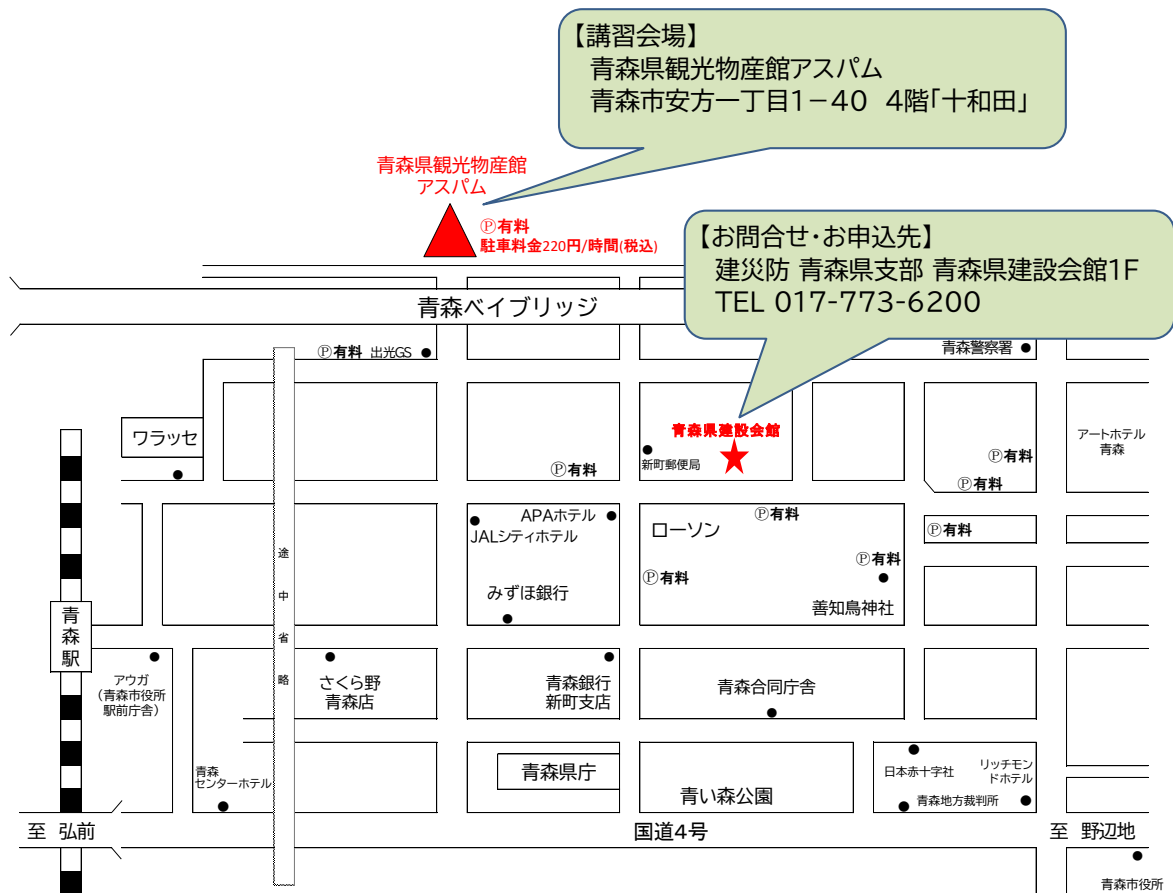 【講習会場】
青森県観光物産館アスパム
青森市安方一丁目1-40 4階「十和田」
青森県観光物産館
アスパム
Ⓟ有料
駐車料金220円/時間(税込)
【お問合せ・お申込先】
建災防 青森県支部 青森県建設会館1F
TEL 017-773-6200
青森ベイブリッジ
Ⓟ有料 出光GS
青森警察署
ワラッセ
青森県建設会館
新町郵便局
Ⓟ有料
アートホテル
青森
Ⓟ有料
Ⓟ有料
APAホテル
JALシティホテル
ローソン
Ⓟ有料
Ⓟ有料
Ⓟ有料
Ⓟ有料
みずほ銀行
善知鳥神社
途中省略
青森駅
アウガ
(青森市役所
駅前庁舎)
さくら野
青森店
青森銀行
新町支店
青森合同庁舎
青森
センターホテル
青森県庁
青い森公園
日本赤十字社
リッチモン
ドホテル
青森地方裁判所
至 弘前
国道4号
至 野辺地
青森市役所